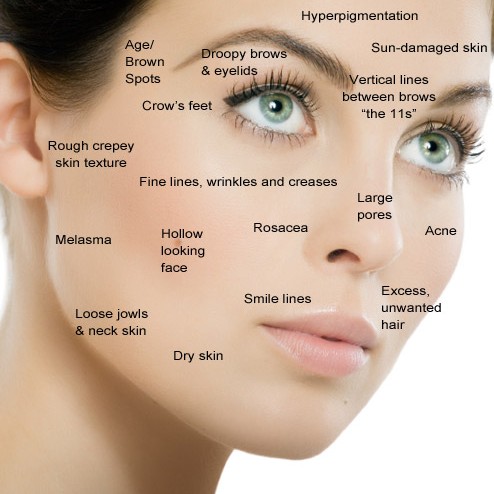 Hyperpigmentation
Age/
Brown
Spots
Droopy brows
& eyelids
Sun-damaged skin
Vertical lines
between brows
“the 11s”
Crow’s feet
Rough crepey
skin texture
Fine lines, wrinkles and creases
Large
pores
Rosacea
Acne
Melasma
Hollow
looking
face
Smile lines
Excess,
unwanted
hair
Loose jowls
& neck skin
Dry skin